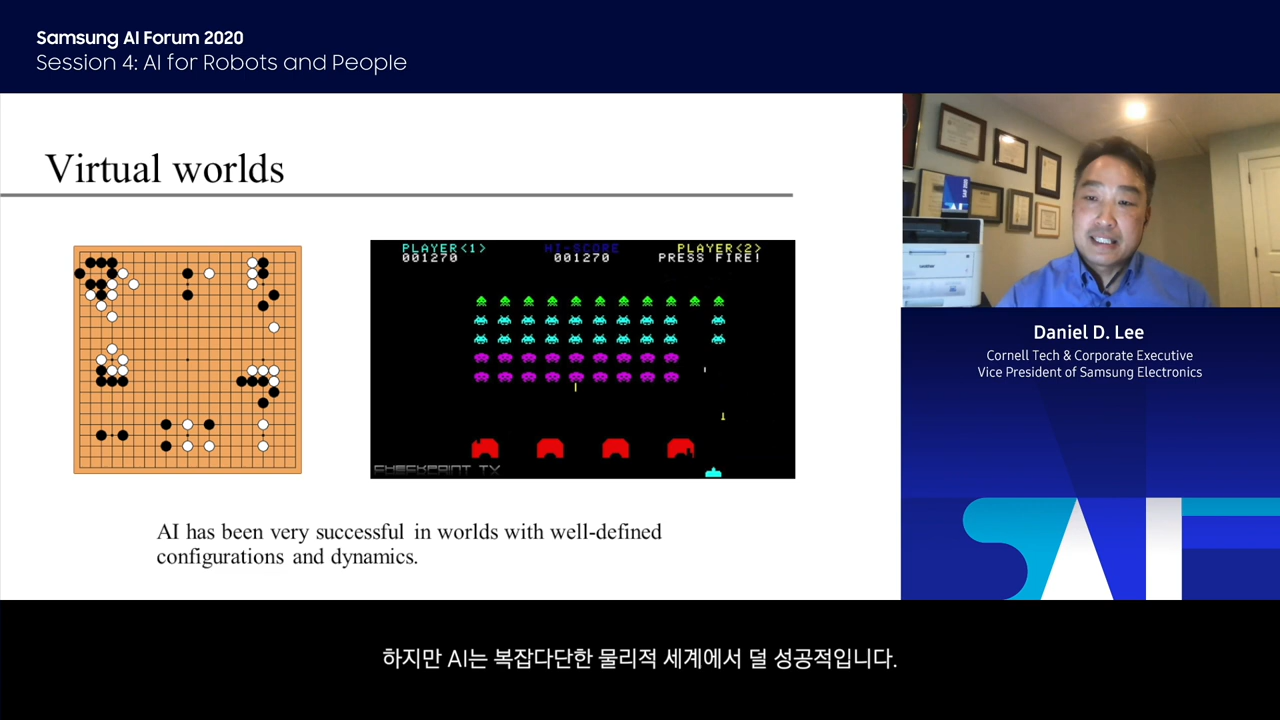 Samsung AI Forum 2020
Session 4: AI for Robots and People
Virtual worlds
PLAYER<1> HI-SCORE PLAYER<2>
001270 001270 PRESS FIRE!
CHECKPOINT TV
AI has been very successful in worlds with well-defined
configurations and dynamics.
brother
Daniel D. Lee
Cornell Tech & Corporate Executive
Vice President of Samsung Electronics
SAIF
하지만 AI는 복잡다단한 물리적 세계에서 덜 성공적입니다.